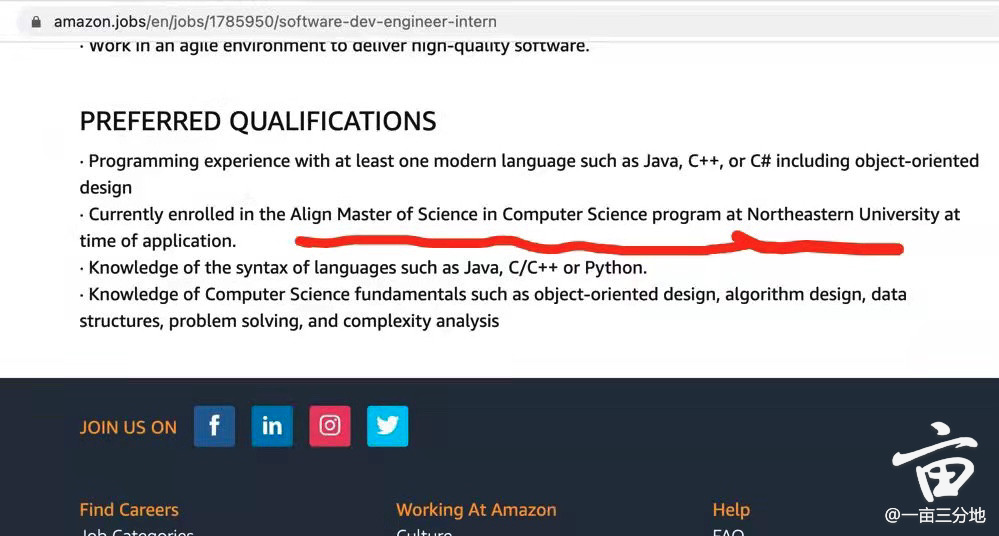 amazon.jobs/en/jobs/1785950/software-dev-engineer-intern
· Work in an agile environment to deliver high-quality software.
PREFERRED QUALIFICATIONS
· Programming experience with at least one modern language such as Java, C++, or C# including object-oriented
design
· Currently enrolled in the Align Master of Science in Computer Science program at Northeastern University at
time of application.
· Knowledge of the syntax of languages such as Java, C/C++ or Python.
· Knowledge of Computer Science fundamentals such as object-oriented design, algorithm design, data
structures, problem solving, and complexity analysis
JOIN US ON
Find Careers Working At Amazon Help
Job Categories Culture FAQ
亩
@一亩三分地